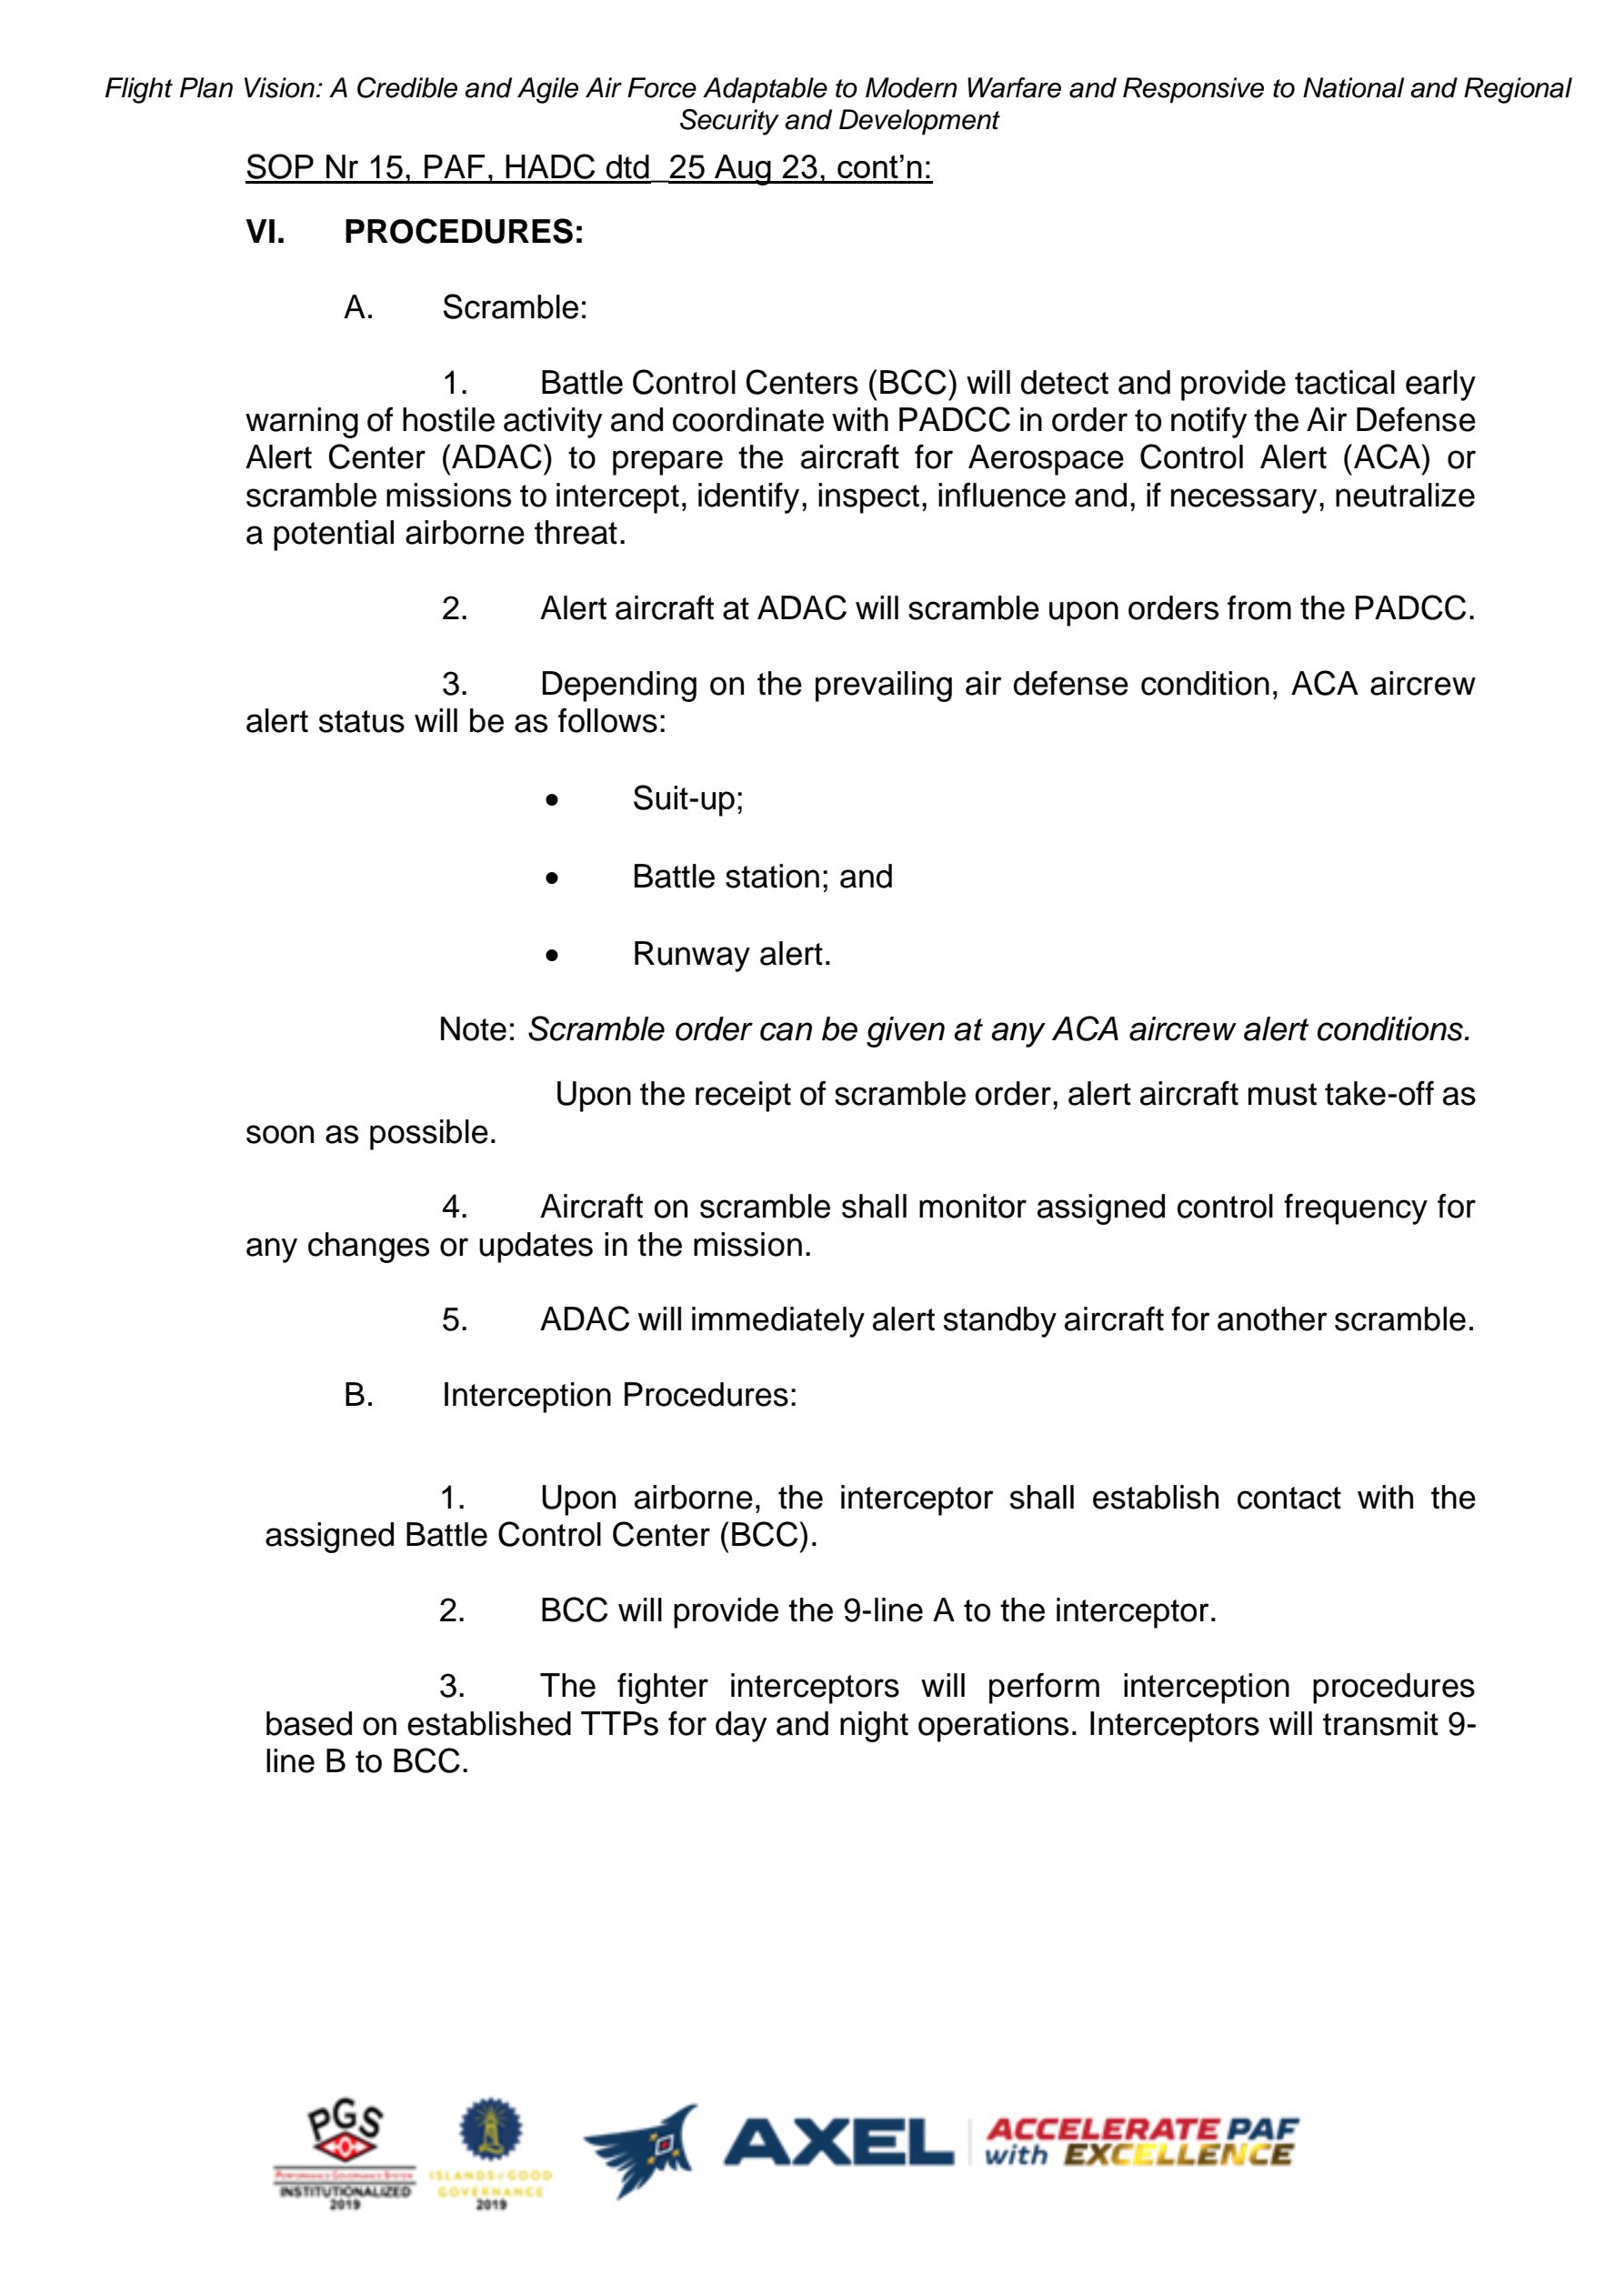 Flight Plan Vision: A Credible and Agile Air Force Adaptable to Modern Warfare and Responsive to National and Regional
Security and Development
SOP Nr 15, PAF, HADC dtd_25 Aug 23, cont’n:
VI. PROCEDURES:
A. Scramble:
1. Battle Control Centers (BCC) will detect and provide tactical early
warning of hostile activity and coordinate with PADCC in order to notify the Air Defense
Alert Center (ADAC) to prepare the aircraft for Aerospace Control Alert (ACA) or
scramble missions to intercept, identify, inspect, influence and, if necessary, neutralize
a potential airborne threat.
2. Alert aircraft at ADAC will scramble upon orders from the PADCC.
3. Depending on the prevailing air defense condition, ACA aircrew
alert status will be as follows:
• Suit-up;
• Battle station; and
• Runway alert.
Note: Scramble order can be given at any ACA aircrew alert conditions.
Upon the receipt of scramble order, alert aircraft must take-off as
soon as possible.
4. Aircraft on scramble shall monitor assigned control frequency for
any changes or updates in the mission.
5. ADAC will immediately alert standby aircraft for another scramble.
B. Interception Procedures:
1. Upon airborne, the interceptor shall establish contact with the
assigned Battle Control Center (BCC).
2. BCC will provide the 9-line A to the interceptor.
3. The fighter interceptors will perform interception procedures
based on established TTPs for day and night operations. Interceptors will transmit 9-
line B to BCC.
PGS
PERFORMANCE GOVERNANCE SYSTEM
INSTITUTIONALIZED
2019
ISLANDS of GOOD
GOVERNANCE
2019
AXEL
ACCELERATE PAF
with EXCELLENCE